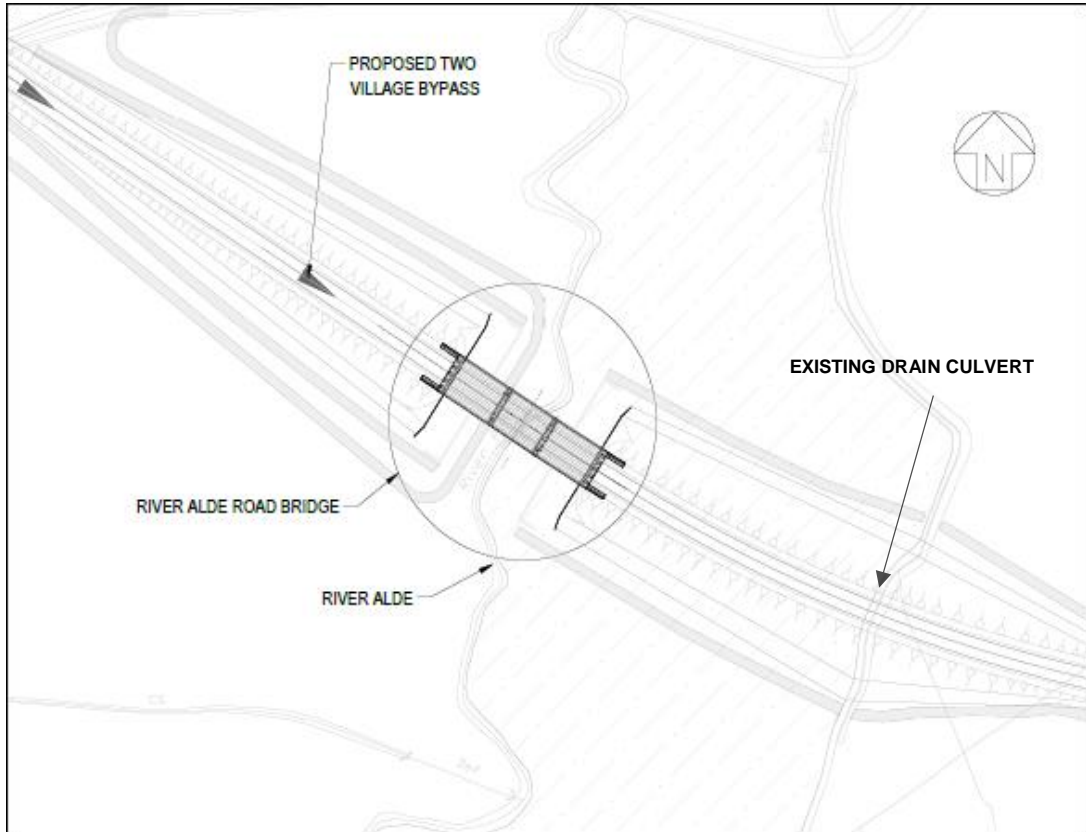 PROPOSED TWO
VILLAGE BYPASS
N
EXISTING DRAIN CULVERT
RIVER ALDE ROAD BRIDGE
RIVER ALDE